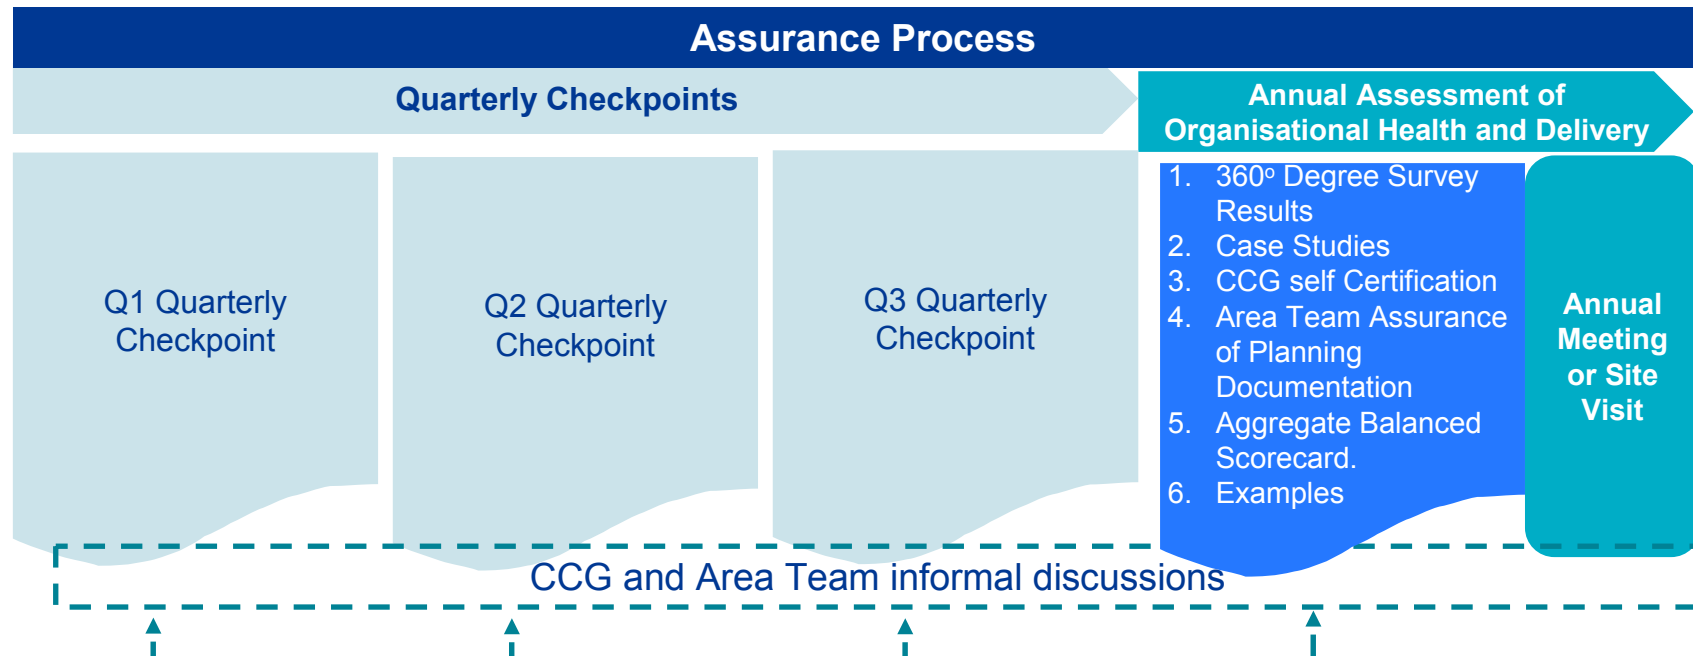 Assurance Process
Quarterly Checkpoints
Annual Assessment of
Organisational Health and Delivery
Q1 Quarterly
Checkpoint
Q2 Quarterly
Checkpoint
Q3 Quarterly
Checkpoint
1. 360º Degree Survey
Results
2. Case Studies
3. CCG self Certification
4. Area Team Assurance
of Planning
Documentation
5. Aggregate Balanced
Scorecard.
6. Examples
Annual
Meeting
or Site
Visit
CCG and Area Team informal discussions